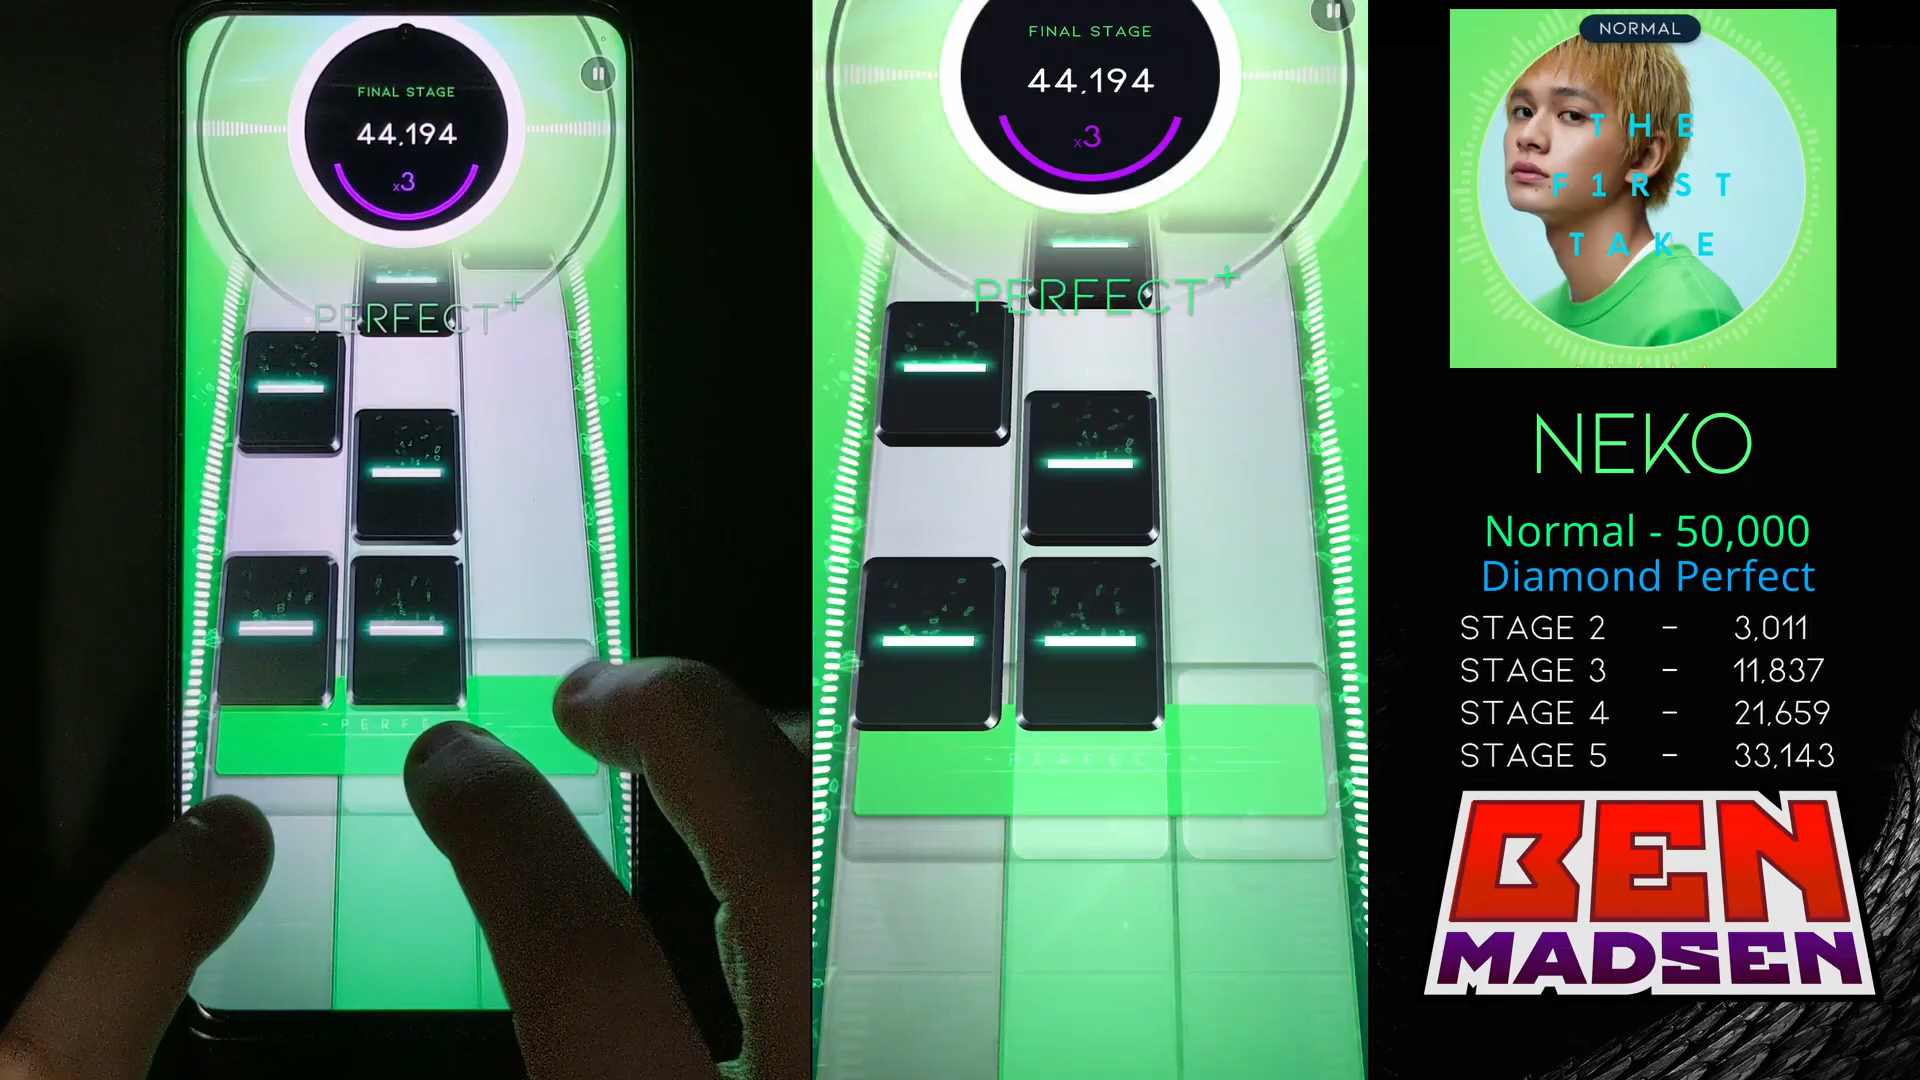 FINAL STAGE
44,194
x3
PERFECT+
- PERFECT -
FINAL STAGE
44,194
x3
PERFECT+
- PERFECT -
NORMAL
THE
F1RST
TAKE
NEKO
Normal - 50,000
Diamond Perfect
STAGE 2 - 3,011
STAGE 3 - 11,837
STAGE 4 - 21,659
STAGE 5 - 33,143
BEN
MADSEN